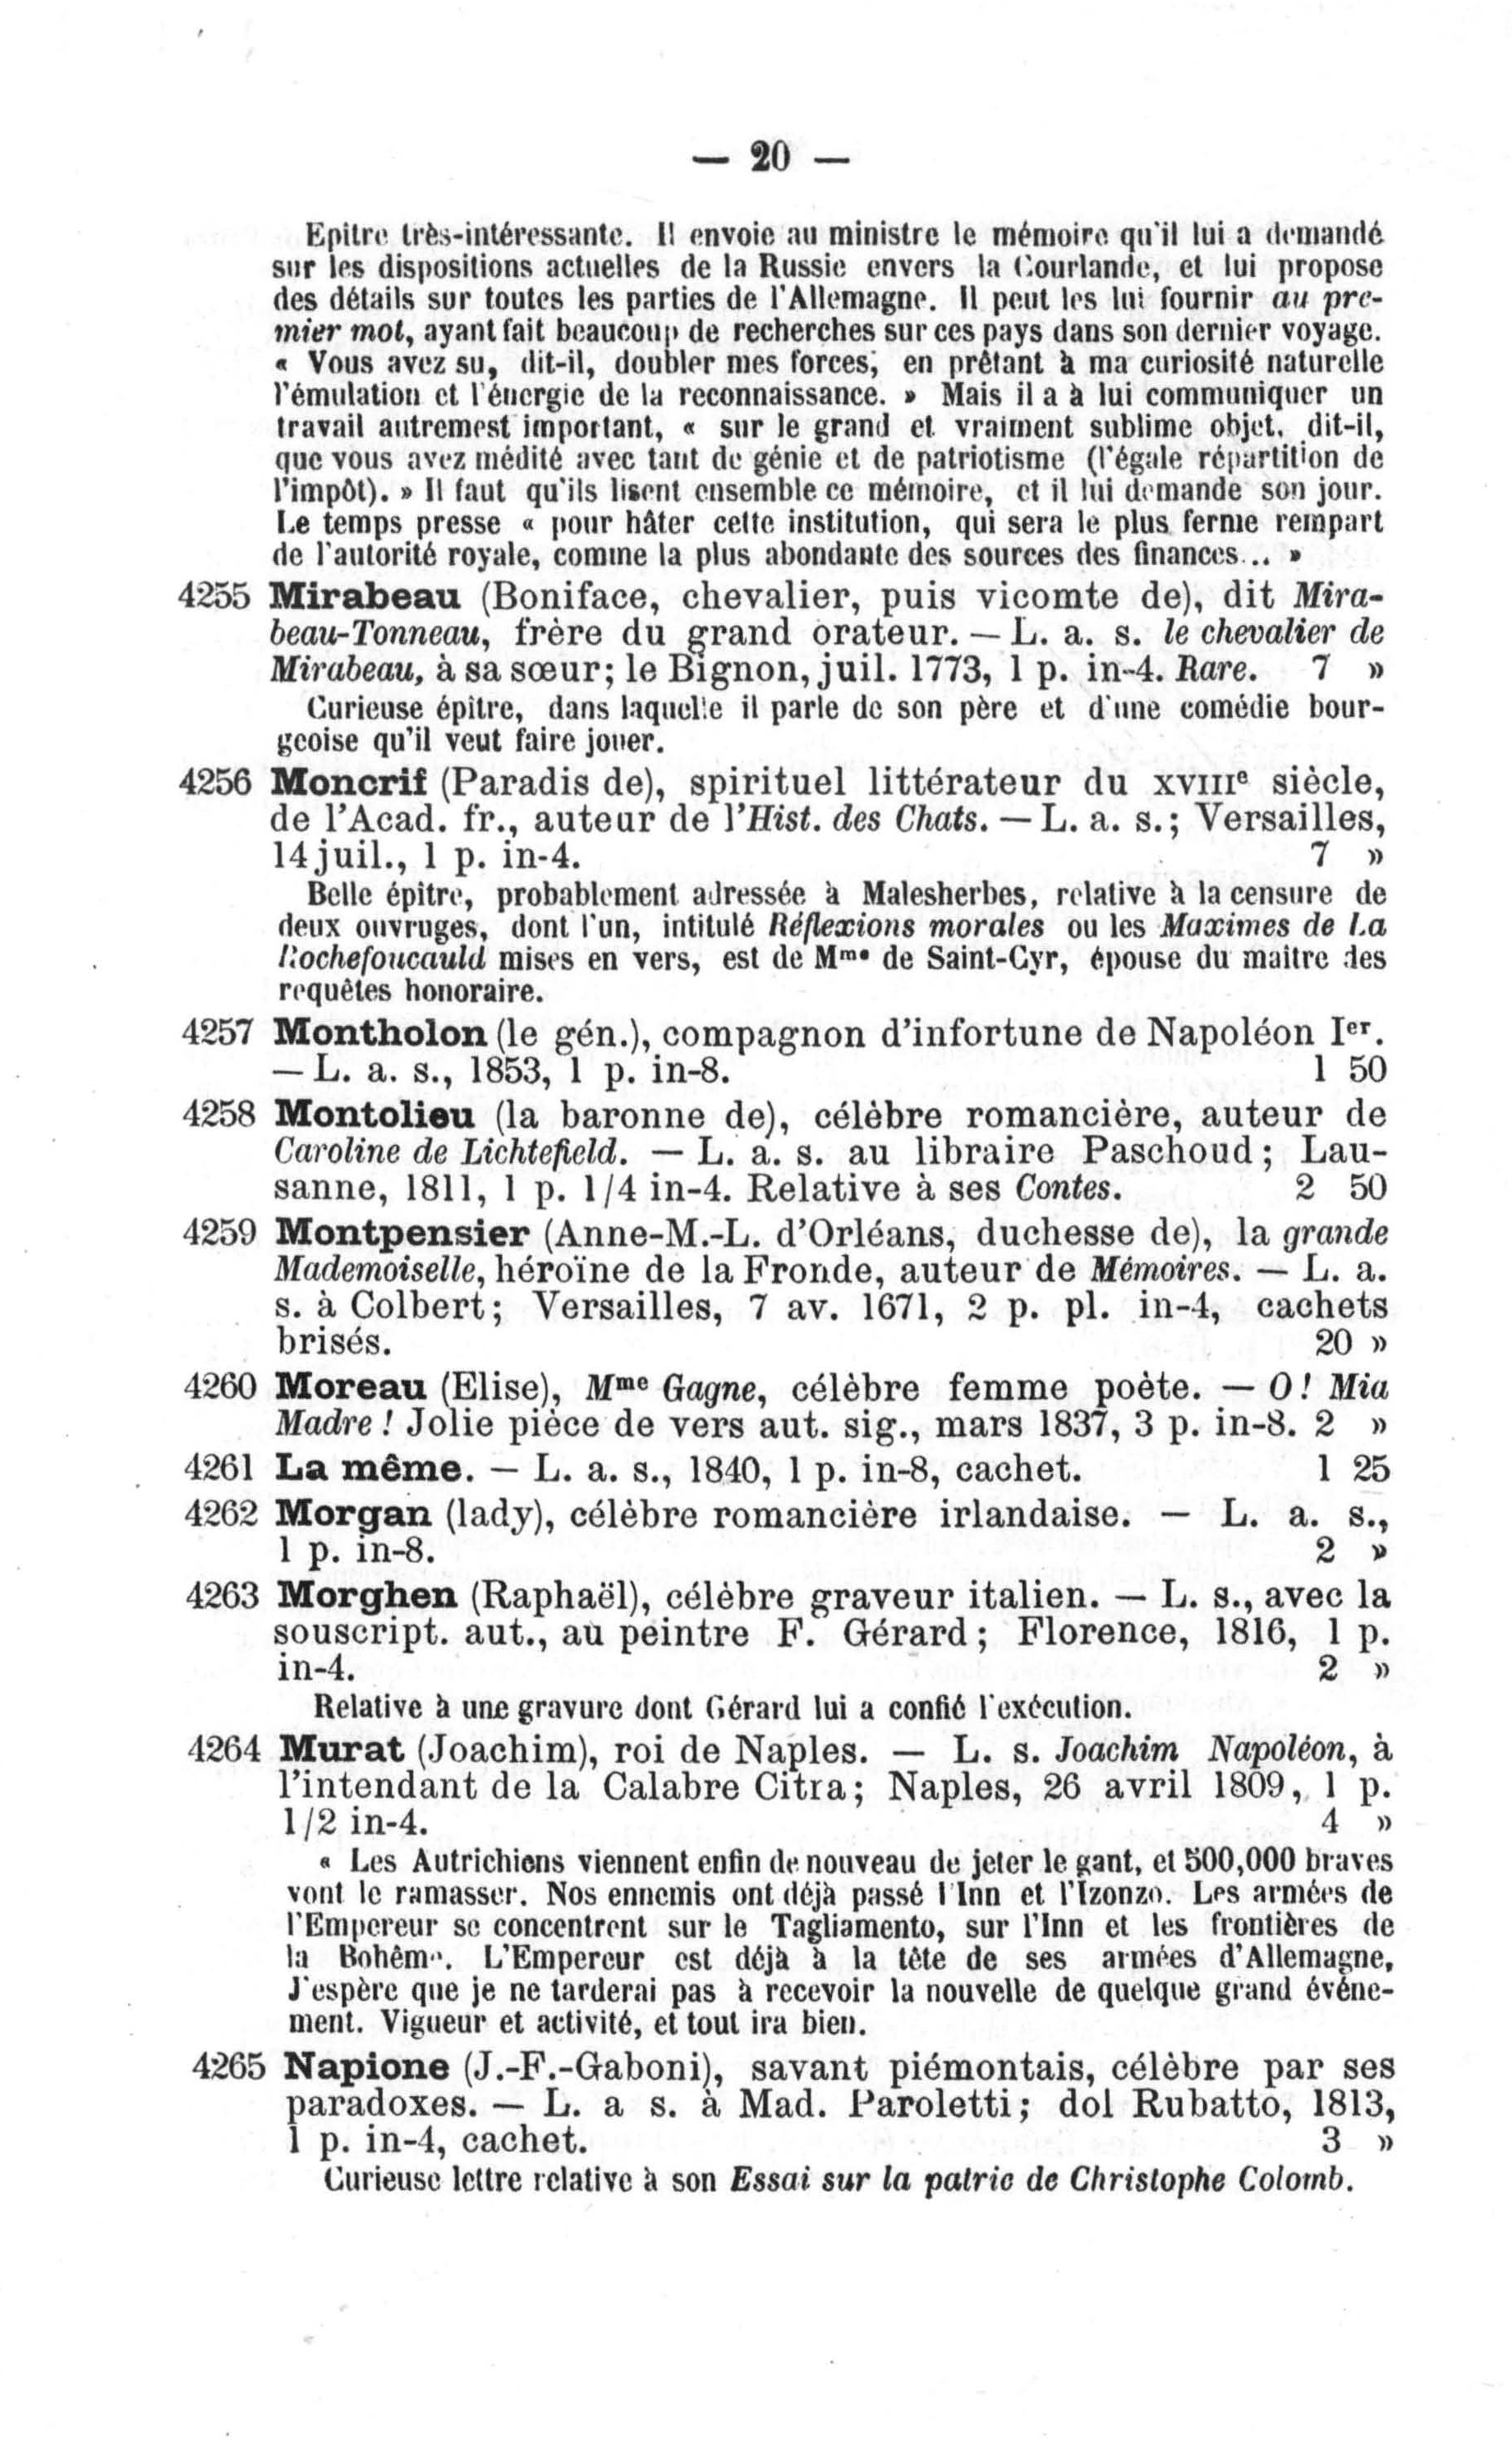 — 20 —
Epitre très-intéressante. Il envoie au ministre le mémoire qu'il lui a demandé
sur les dispositions actuelles de la Russie envers la Courlande, et lui propose
des détails sur toutes les parties de l'Allemagne. Il peut les lui fournir au pre-
mier mot, ayant fait beaucoup de recherches sur ces pays dans son dernier voyage.
« Vous avez su, dit-il, doubler mes forces, en prêtant à ma curiosité naturelle
l'émulation et l'énergie de la reconnaissance. » Mais il a à lui communiquer un
travail autremest important, « sur le grand et vraiment sublime objet, dit-il,
que vous avez médité avec tant de génie et de patriotisme (l'égale répartition de
l'impôt). » Il faut qu'ils lisent ensemble ce mémoire, et il lui demande son jour.
Le temps presse « pour hâter cette institution, qui sera le plus ferme rempart
de l'autorité royale, comme la plus abondante des sources des finances... »
4255 Mirabeau (Boniface, chevalier, puis vicomte de), dit Mira-
beau-Tonneau, frère du grand orateur. — L. a. s. le chevalier de
Mirabeau, à sa sœur; le Bignon, juil. 1773, 1 p. in-4. Rare. 7 »
Curieuse épître, dans laquelle il parle de son père et d'une comédie bour-
geoise qu'il veut faire jouer.
4256 Moncrif (Paradis de), spirituel littérateur du XVIIIe siècle,
de l'Acad. fr., auteur de l'Hist. des Chats. — L. a. s.; Versailles,
14 juil., 1 p. in-4. 7 »
Belle épitre, probablement adressée à Malesherbes, relative à la censure de
deux ouvruges, dont l'un, intitulé Réflexions morales ou les Maximes de La
Rochefoucauld mises en vers, est de Mme de Saint-Cyr, épouse du maitre des
requêtes honoraire.
4257 Montholon (le gén.), compagnon d'infortune de Napoléon Ier.
— L. a. s., 1853, 1 p. in-8. 1 50
4258 Montolieu (la baronne de), célèbre romancière, auteur de
Caroline de Lichtefield. — L. a. s. au libraire Paschoud; Lau-
sanne, 1811, 1 p. 1/4 in-4. Relative à ses Contes. 2 50
4259 Montpensier (Anne-M.-L. d'Orléans, duchesse de), la grande
Mademoiselle, héroïne de la Fronde, auteur de Mémoires. — L. a.
s. à Colbert; Versailles, 7 av. 1671, 2 p. pl. in-4, cachets
brisés. 20 »
4260 Moreau (Elise), Mme Gagne, célèbre femme poète. — O! Mia
Madre! Jolie pièce de vers aut. sig., mars 1837, 3 p. in-8. 2 »
4261 La même. — L. a. s., 1840, 1 p. in-8, cachet. 1 25
4262 Morgan (lady), célèbre romancière irlandaise. — L. a. s.,
1 p. in-8. 2 »
4263 Morghen (Raphaël), célèbre graveur italien. — L. s., avec la
souscript. aut., au peintre F. Gérard; Florence, 1816, 1 p.
in-4. 2 »
Relative à une gravure dont Gérard lui a confié l'exécution.
4264 Murat (Joachim), roi de Naples. — L. s. Joachim Napoléon, à
l'intendant de la Calabre Citra; Naples, 26 avril 1809, 1 p.
1/2 in-4. 4 »
« Les Autrichiens viennent enfin de nouveau de jeter le gant, et 500,000 braves
vont le ramasser. Nos ennemis ont déjà passé l'Inn et l'Izonzo. Les armées de
l'Empereur se concentrent sur le Tagliamento, sur l'Inn et les frontières de
la Bohême. L'Empereur est déjà à la tête de ses armées d'Allemagne,
J'espère que je ne tarderai pas à recevoir la nouvelle de quelque grand événe-
ment. Vigueur et activité, et tout ira bien.
4265 Napione (J.-F.-Gaboni), savant piémontais, célèbre par ses
paradoxes. — L. a s. à Mad. Paroletti; dol Rubatto, 1813,
1 p. in-4, cachet. 3 »
Curieuse lettre relative à son Essai sur la patrie de Christophe Colomb.